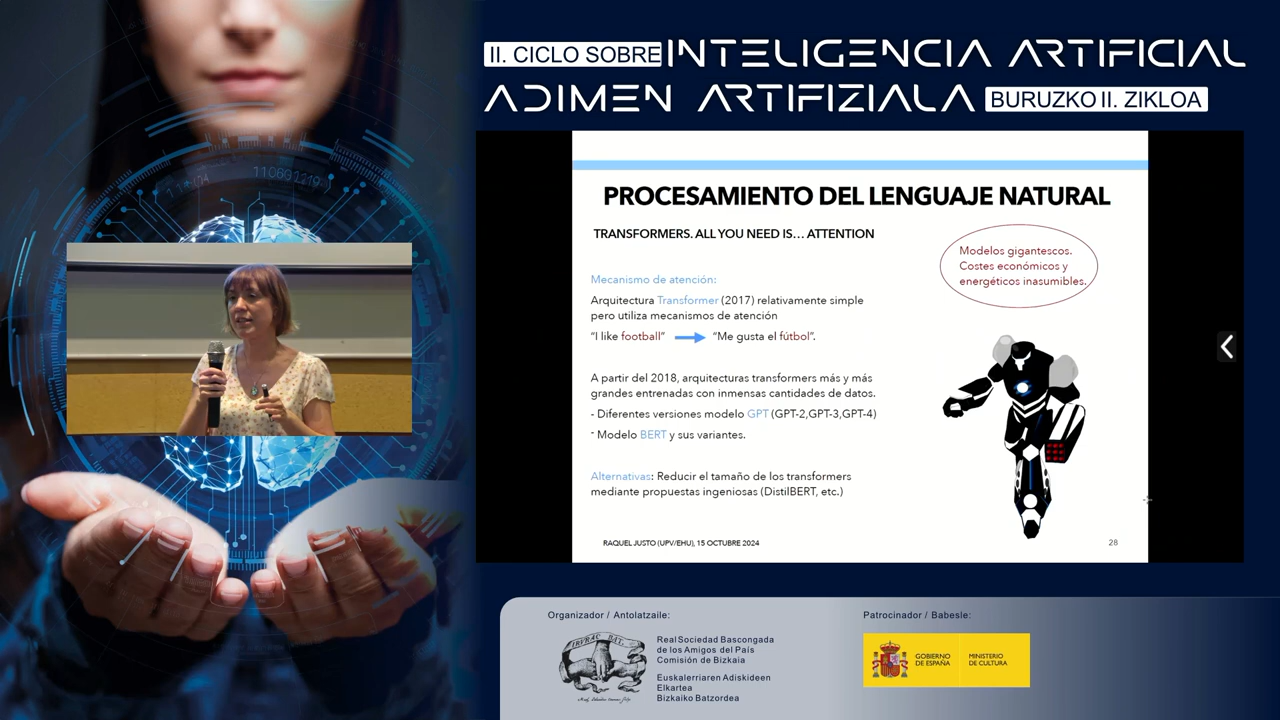 II. CICLO SOBRE INTELIGENCIA ARTIFICIAL
ADIMEN ARTIFIZIALA BURUZKO II. ZIKLOA
PROCESAMIENTO DEL LENGUAJE NATURAL
TRANSFORMERS. ALL YOU NEED IS... ATTENTION
Modelos gigantescos.
Costes económicos y
energéticos inasumibles.
Mecanismo de atención:
Arquitectura Transformer (2017) relativamente simple
pero utiliza mecanismos de atención
“I like football” “Me gusta el fútbol”.
A partir del 2018, arquitecturas transformers más y más
grandes entrenadas con inmensas cantidades de datos.
- Diferentes versiones modelo GPT (GPT-2,GPT-3,GPT-4)
- Modelo BERT y sus variantes.
Alternativas: Reducir el tamaño de los transformers
mediante propuestas ingeniosas (DistilBERT, etc.)
RAQUEL JUSTO (UPV/EHU), 15 OCTUBRE 2024
28
Organizador / Antolatzaile:
Real Sociedad Bascongada
de los Amigos del País
Comisión de Bizkaia
Euskalerriaren Adiskideen
Elkartea
Bizkaiko Batzordea
Patrocinador / Babesle:
GOBIERNO
DE ESPAÑA
MINISTERIO
DE CULTURA